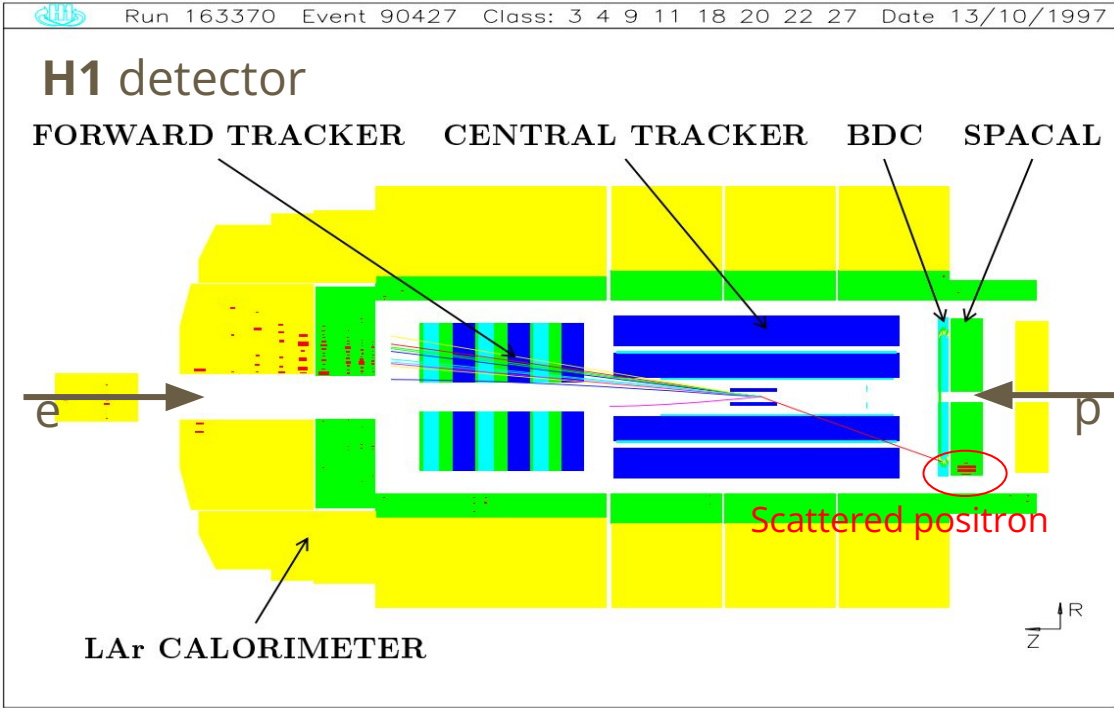 Run 163370 Event 90427 Class: 3 4 9 11 18 20 22 27 Date 13/10/1997
H1 detector
FORWARD TRACKER CENTRAL TRACKER BDC SPACAL
e p
Scattered positron
R
Z
LAr CALORIMETER